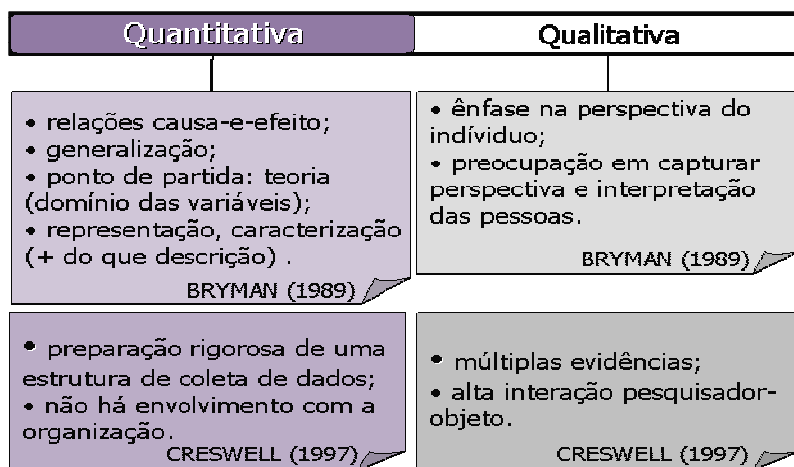 Quantitativa
Qualitativa
• relações causa-e-efeito;
• generalização;
• ponto de partida: teoria
(domínio das variáveis);
• representação, caracterização
(+ do que descrição) .
BRYMAN (1989)
• ênfase na perspectiva do
indíviduo;
• preocupação em capturar
perspectiva e interpretação
das pessoas.
BRYMAN (1989)
• preparação rigorosa de uma
estrutura de coleta de dados;
• não há envolvimento com a
organização.
CRESWELL (1997)
• múltiplas evidências;
• alta interação pesquisador-
objeto.
CRESWELL (1997)